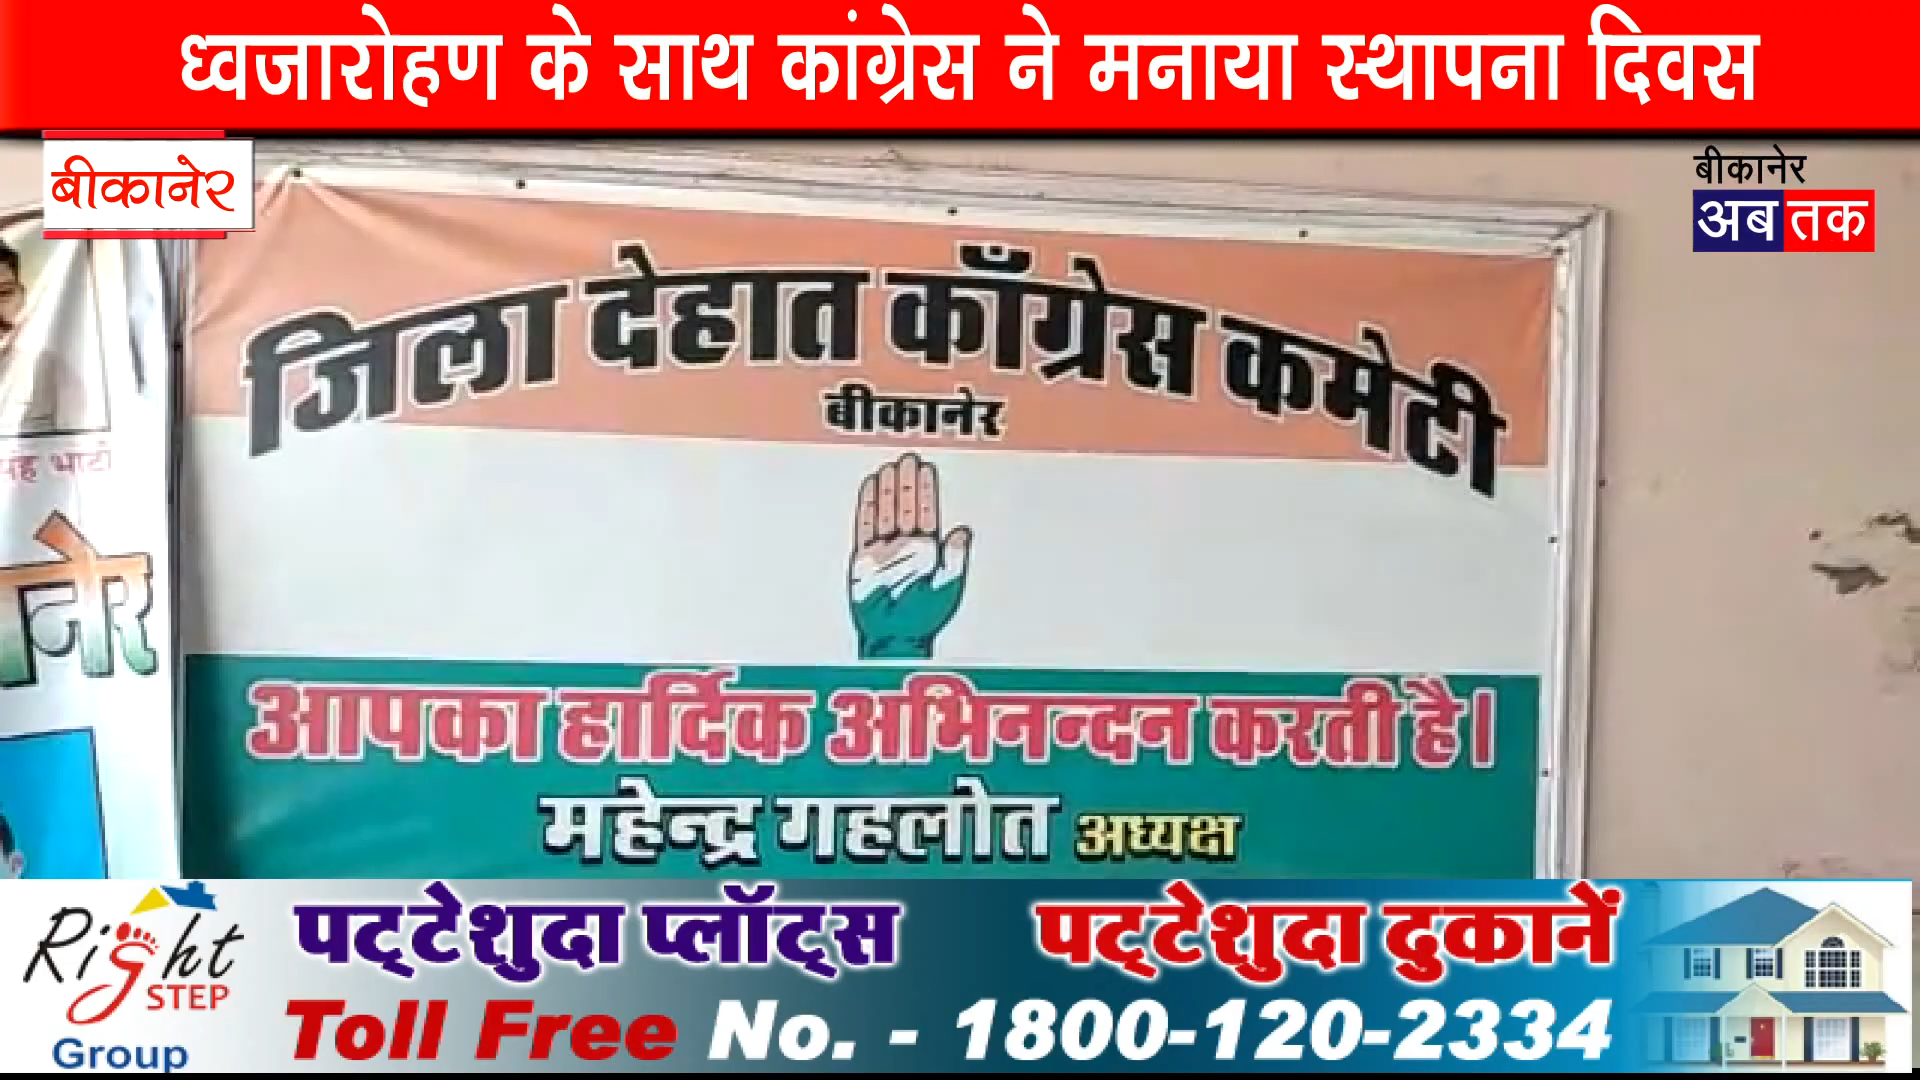 ध्वजारोहण के साथ कांग्रेस ने मनाया स्थापना दिवस
बीकानेर
बीकानेर
अब तक
जिला देहात काँग्रेस कमेटी
बीकानेर
भाटी
नेर
आपका हार्दिक अभिनन्दन करती है।
महेन्द्र गहलोत अध्यक्ष
Right
STEP
Group
पट्टेशुदा प्लॉट्स पट्टेशुदा दुकानें
Toll Free No. - 1800-120-2334